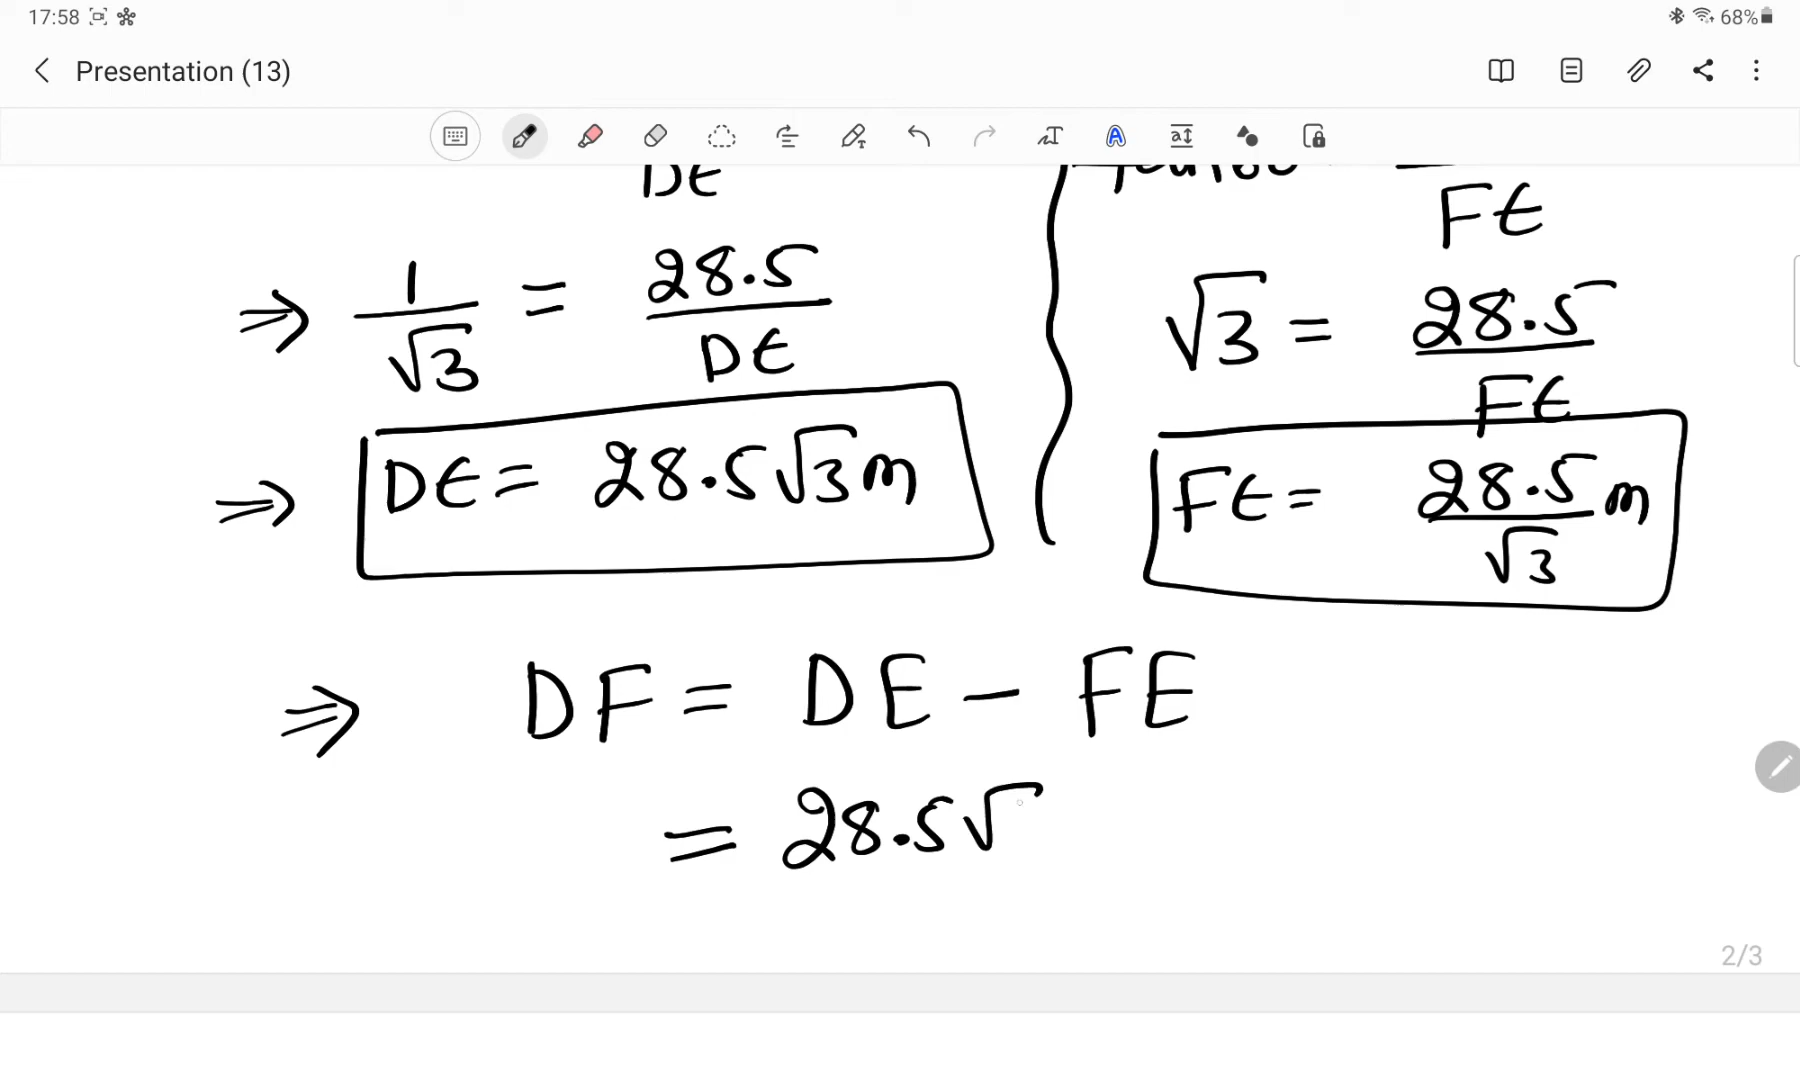 17:58 68%
Presentation (13)
DE
FE
⇒ 1/√3 = 28.5/DE
√3 = 28.5/FE
⇒ DE = 28.5√3 m
FE = 28.5/√3 m
⇒ DF = DE − FE
= 28.5√
2/3